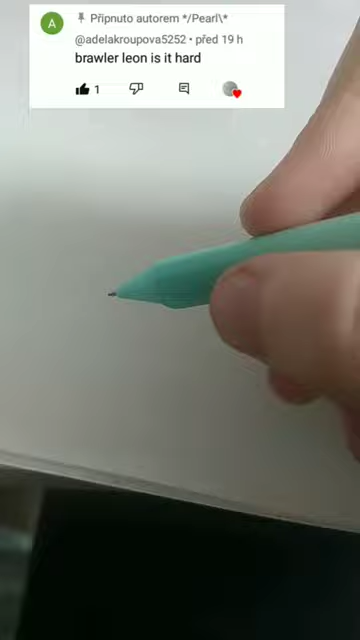 A
Připnuto autorem */Pearl\*
@adelakroupova5252 • před 19 h
brawler leon is it hard
1